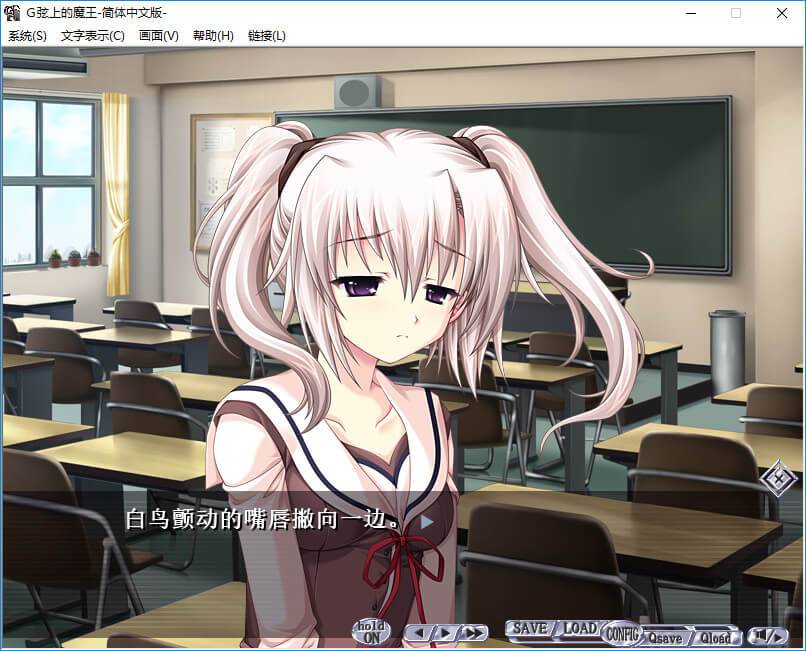 G弦上的魔王-简体中文版-
系统(S) 文字表示(C) 画面(V) 帮助(H) 链接(L)
白鸟颤动的嘴唇撇向一边。
hold
ON
SAVE LOAD CONFIG Qsave Qload